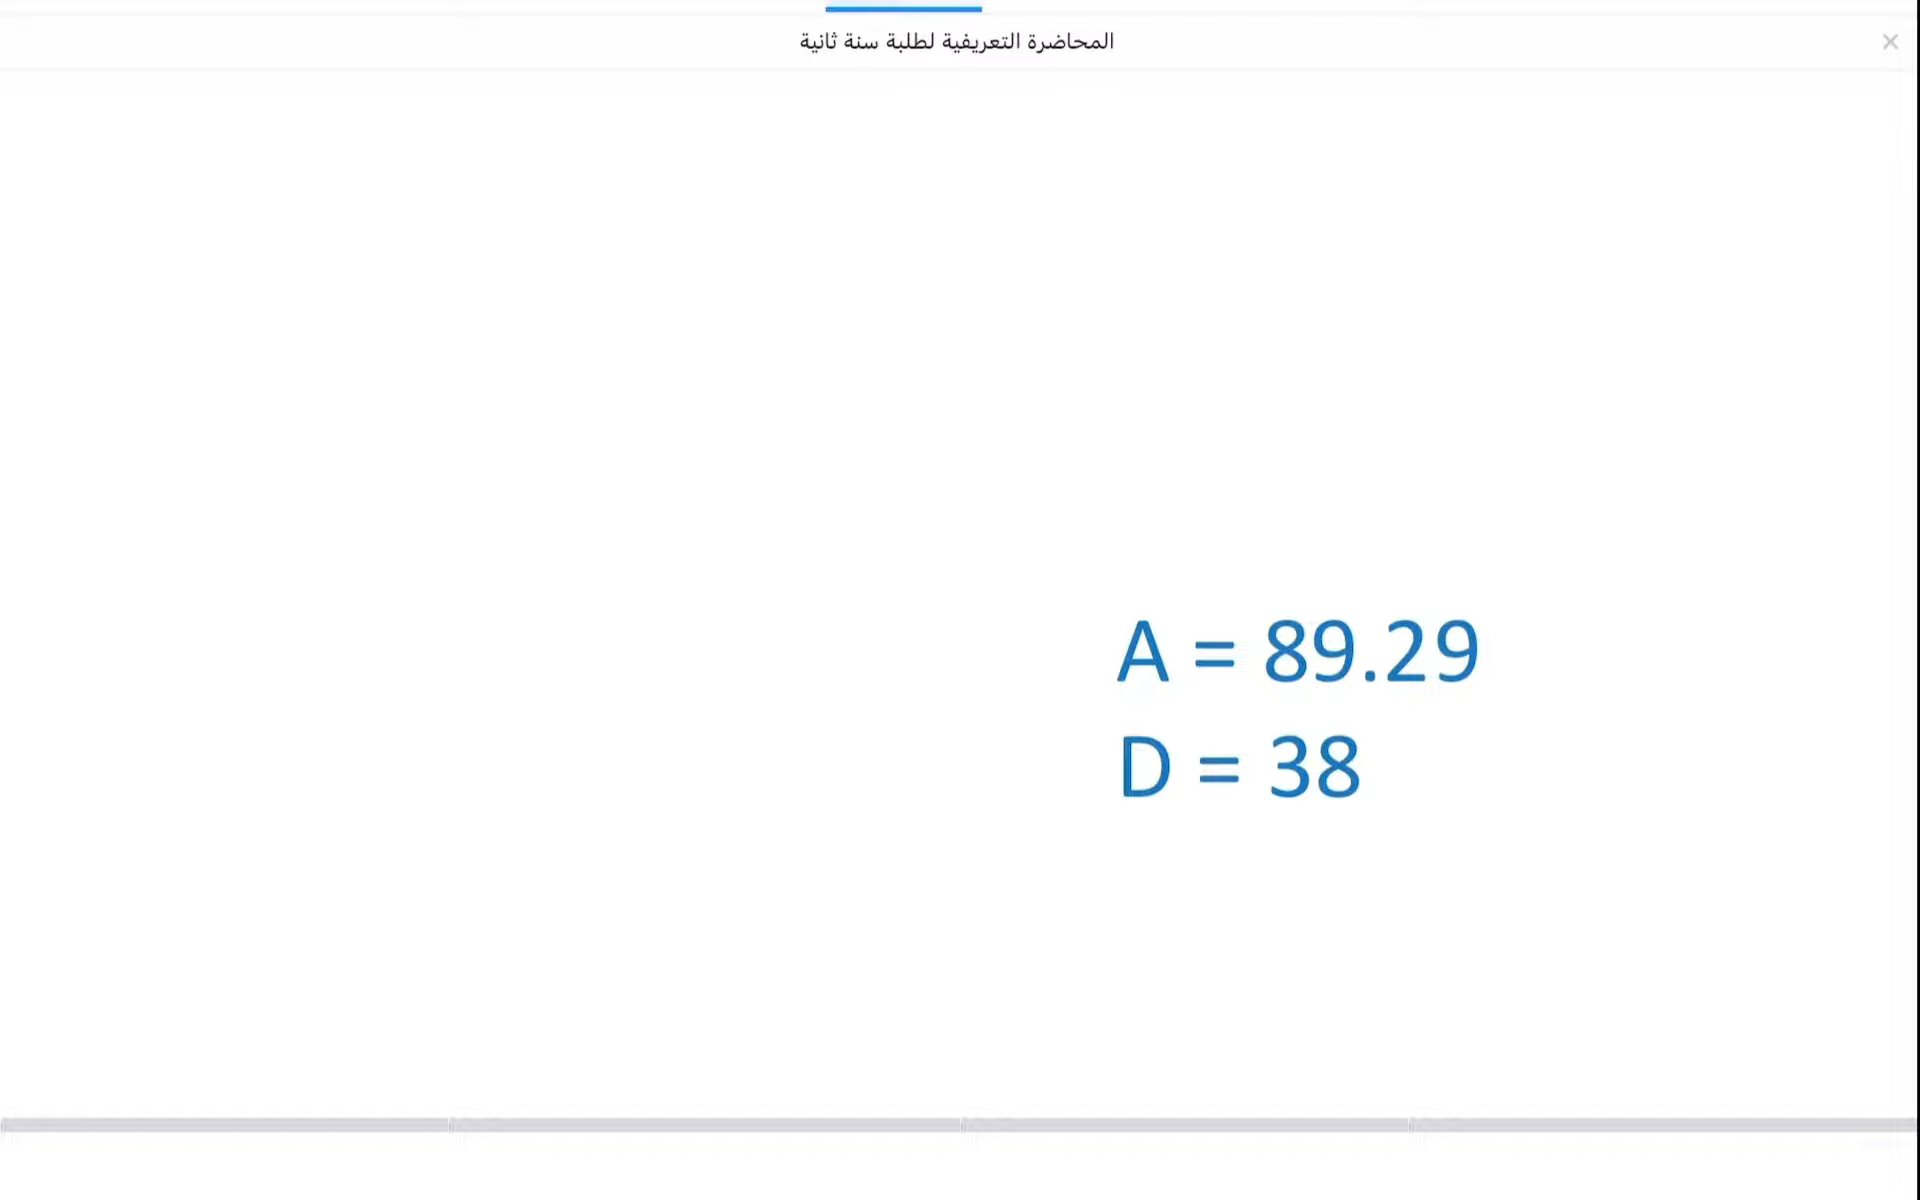 المحاضرة التعريفية لطلبة سنة ثانية
A = 89.29
D = 38